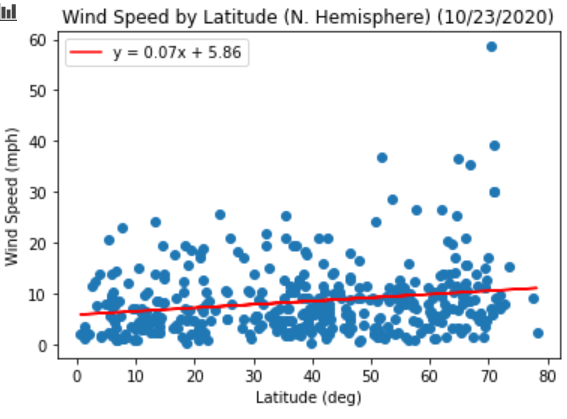 Wind Speed by Latitude (N. Hemisphere) (10/23/2020)
y = 0.07x + 5.86
60
50
40
30
20
10
0
Wind Speed (mph)
0 10 20 30 40 50 60 70 80
Latitude (deg)